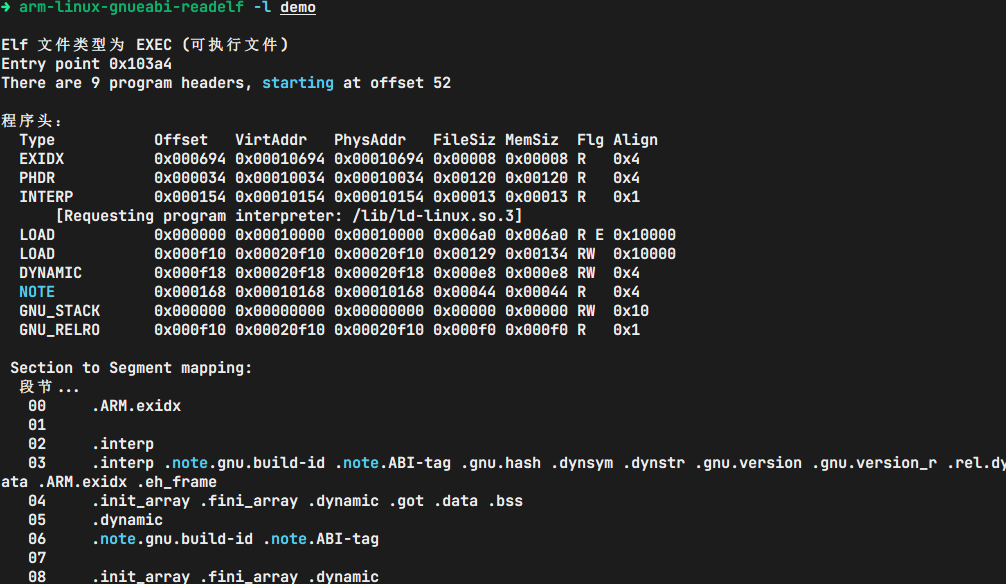 ➜ arm-linux-gnueabi-readelf -l demo
Elf 文件类型为 EXEC (可执行文件)
Entry point 0x103a4
There are 9 program headers, starting at offset 52
程序头:
Type Offset VirtAddr PhysAddr FileSiz MemSiz Flg Align
EXIDX 0x000694 0x00010694 0x00010694 0x00008 0x00008 R 0x4
PHDR 0x000034 0x00010034 0x00010034 0x00120 0x00120 R 0x4
INTERP 0x000154 0x00010154 0x00010154 0x00013 0x00013 R 0x1
[Requesting program interpreter: /lib/ld-linux.so.3]
LOAD 0x000000 0x00010000 0x00010000 0x006a0 0x006a0 R E 0x10000
LOAD 0x000f10 0x00020f10 0x00020f10 0x00129 0x00134 RW 0x10000
DYNAMIC 0x000f18 0x00020f18 0x00020f18 0x000e8 0x000e8 RW 0x4
NOTE 0x000168 0x00010168 0x00010168 0x00044 0x00044 R 0x4
GNU_STACK 0x000000 0x00000000 0x00000000 0x00000 0x00000 RW 0x10
GNU_RELRO 0x000f10 0x00020f10 0x00020f10 0x000f0 0x000f0 R 0x1
Section to Segment mapping:
段节...
00 .ARM.exidx
01
02 .interp
03 .interp .note.gnu.build-id .note.ABI-tag .gnu.hash .dynsym .dynstr .gnu.version .gnu.version_r .rel.dy
ata .ARM.exidx .eh_frame
04 .init_array .fini_array .dynamic .got .data .bss
05 .dynamic
06 .note.gnu.build-id .note.ABI-tag
07
08 .init_array .fini_array .dynamic